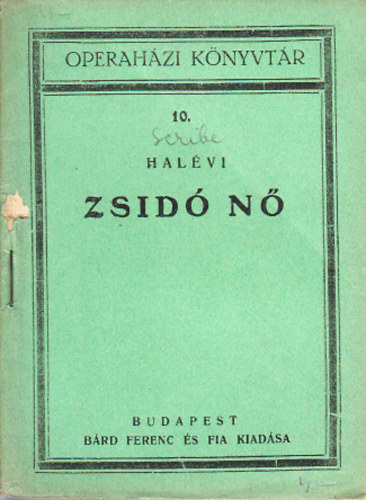 OPERAHÁZI KÖNYVTÁR
10.
Scribe
HALÉVI
ZSIDÓ NŐ
BUDAPEST
BÁRD FERENC ÉS FIA KIADÁSA